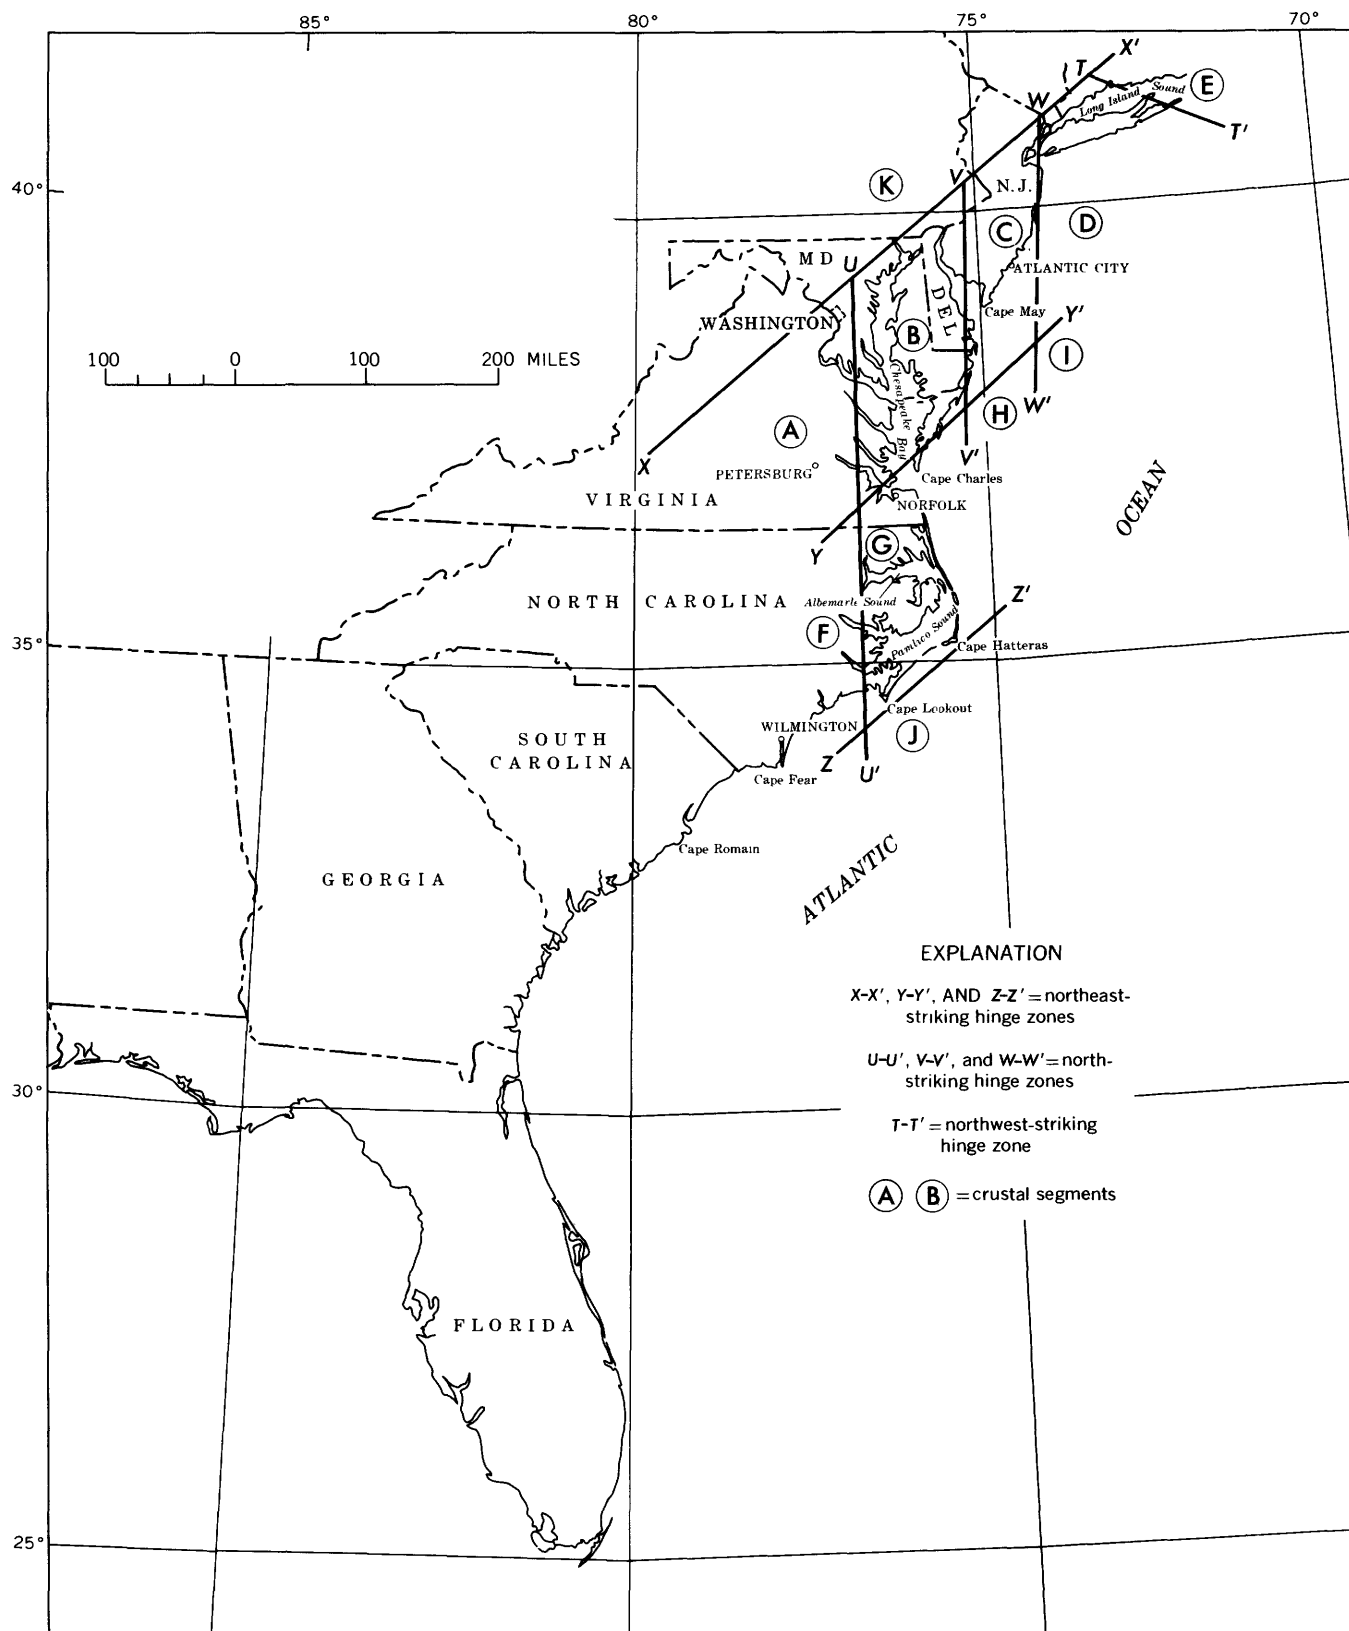 85° 80° 75° 70°
X'
T
E
W
Long Island Sound
T'
40°
K
V
N.J.
C
D
MD
U
ATLANTIC CITY
DEL
Cape May
Y'
WASHINGTON
B
I
100 0 100 200 MILES
Chesapeake Bay
W'
H
A
X
V'
PETERSBURG
Cape Charles
VIRGINIA
NORFOLK
OCEAN
Y
G
NORTH CAROLINA
Albemarle Sound
Z'
F
Pamlico Sound
35°
Cape Hatteras
Cape Lookout
WILMINGTON
J
SOUTH
CAROLINA
Z
U'
Cape Fear
Cape Romain
ATLANTIC
GEORGIA
EXPLANATION
X-X', Y-Y', AND Z-Z' = northeast-
striking hinge zones
U-U', V-V', and W-W' = north-
striking hinge zones
30°
T-T' = northwest-striking
hinge zone
A B = crustal segments
FLORIDA
25°